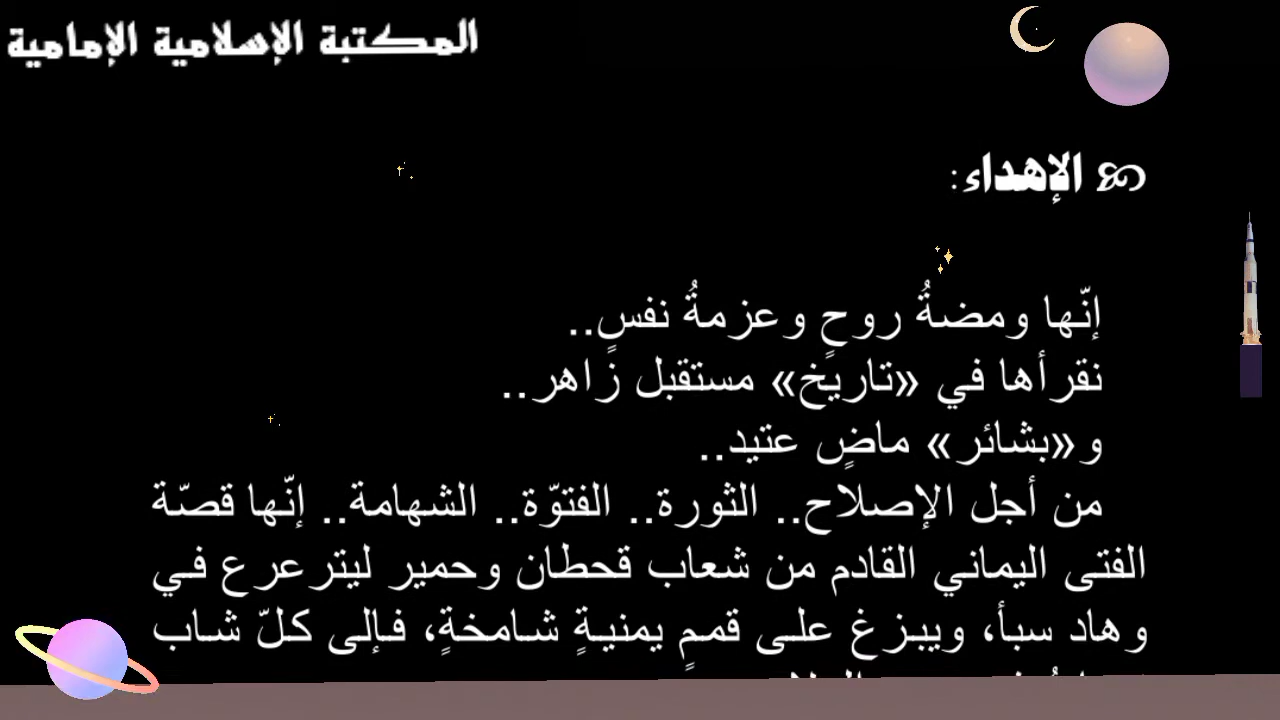 المكتبة الإسلامية الإمامية
الإهداء:
إنّها ومضةُ روحٍ وعزمةُ نفسٍ..
نقرأها في «تاريخ» مستقبل زاهر..
و«بشائر» ماضٍ عتيد..
من أجل الإصلاح.. الثورة.. الفتوّة.. الشهامة.. إنّها قصّة
الفتى اليماني القادم من شعاب قحطان وحمير ليترعرع في
وهاد سبأ، ويبزغ على قممٍ يمنيةٍ شامخةٍ، فإلى كلّ شاب